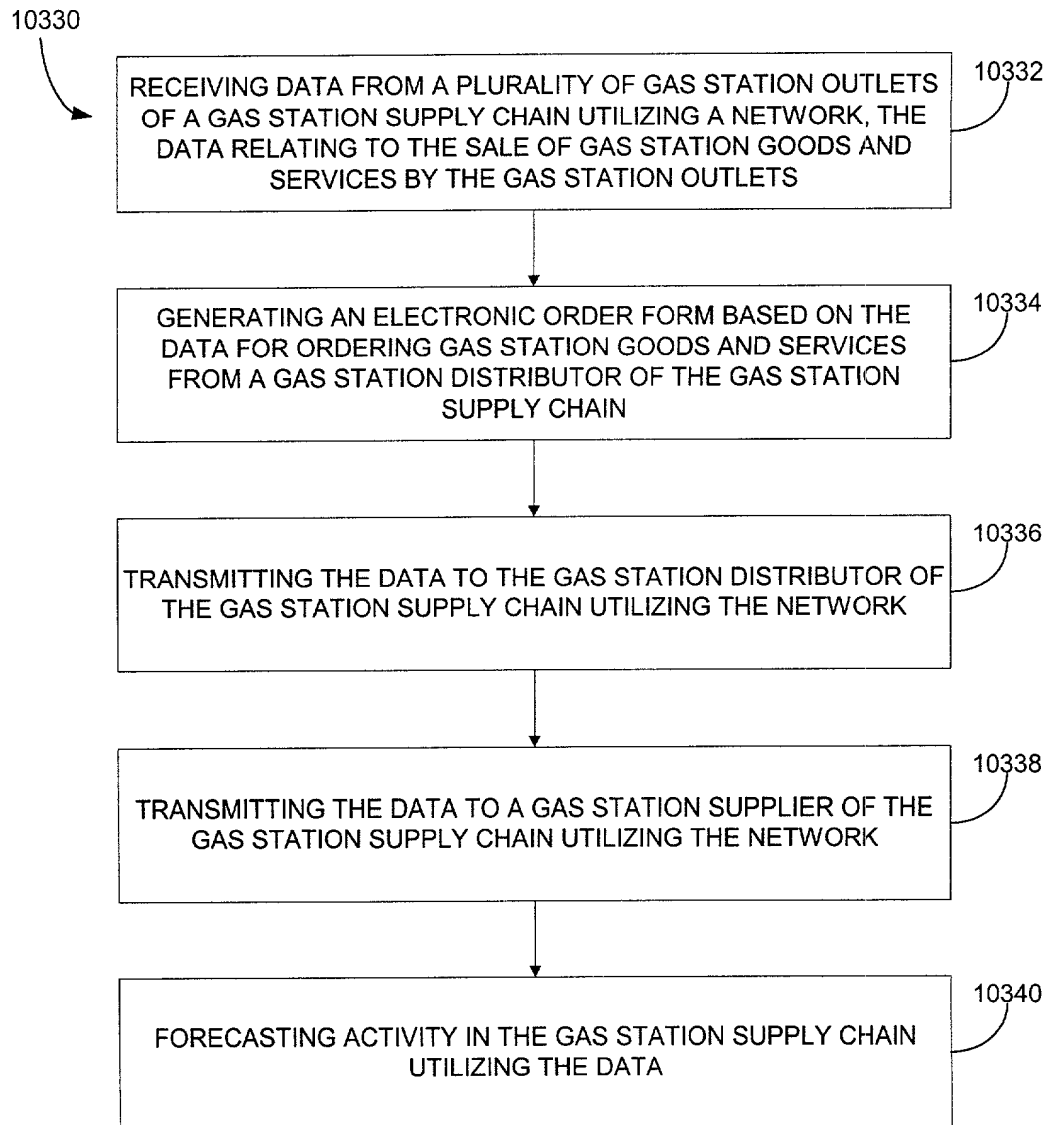 10330
RECEIVING DATA FROM A PLURALITY OF GAS STATION OUTLETS
OF A GAS STATION SUPPLY CHAIN UTILIZING A NETWORK, THE
DATA RELATING TO THE SALE OF GAS STATION GOODS AND
SERVICES BY THE GAS STATION OUTLETS
10332
GENERATING AN ELECTRONIC ORDER FORM BASED ON THE
DATA FOR ORDERING GAS STATION GOODS AND SERVICES
FROM A GAS STATION DISTRIBUTOR OF THE GAS STATION
SUPPLY CHAIN
10334
TRANSMITTING THE DATA TO THE GAS STATION DISTRIBUTOR OF
THE GAS STATION SUPPLY CHAIN UTILIZING THE NETWORK
10336
TRANSMITTING THE DATA TO A GAS STATION SUPPLIER OF THE
GAS STATION SUPPLY CHAIN UTILIZING THE NETWORK
10338
FORECASTING ACTIVITY IN THE GAS STATION SUPPLY CHAIN
UTILIZING THE DATA
10340